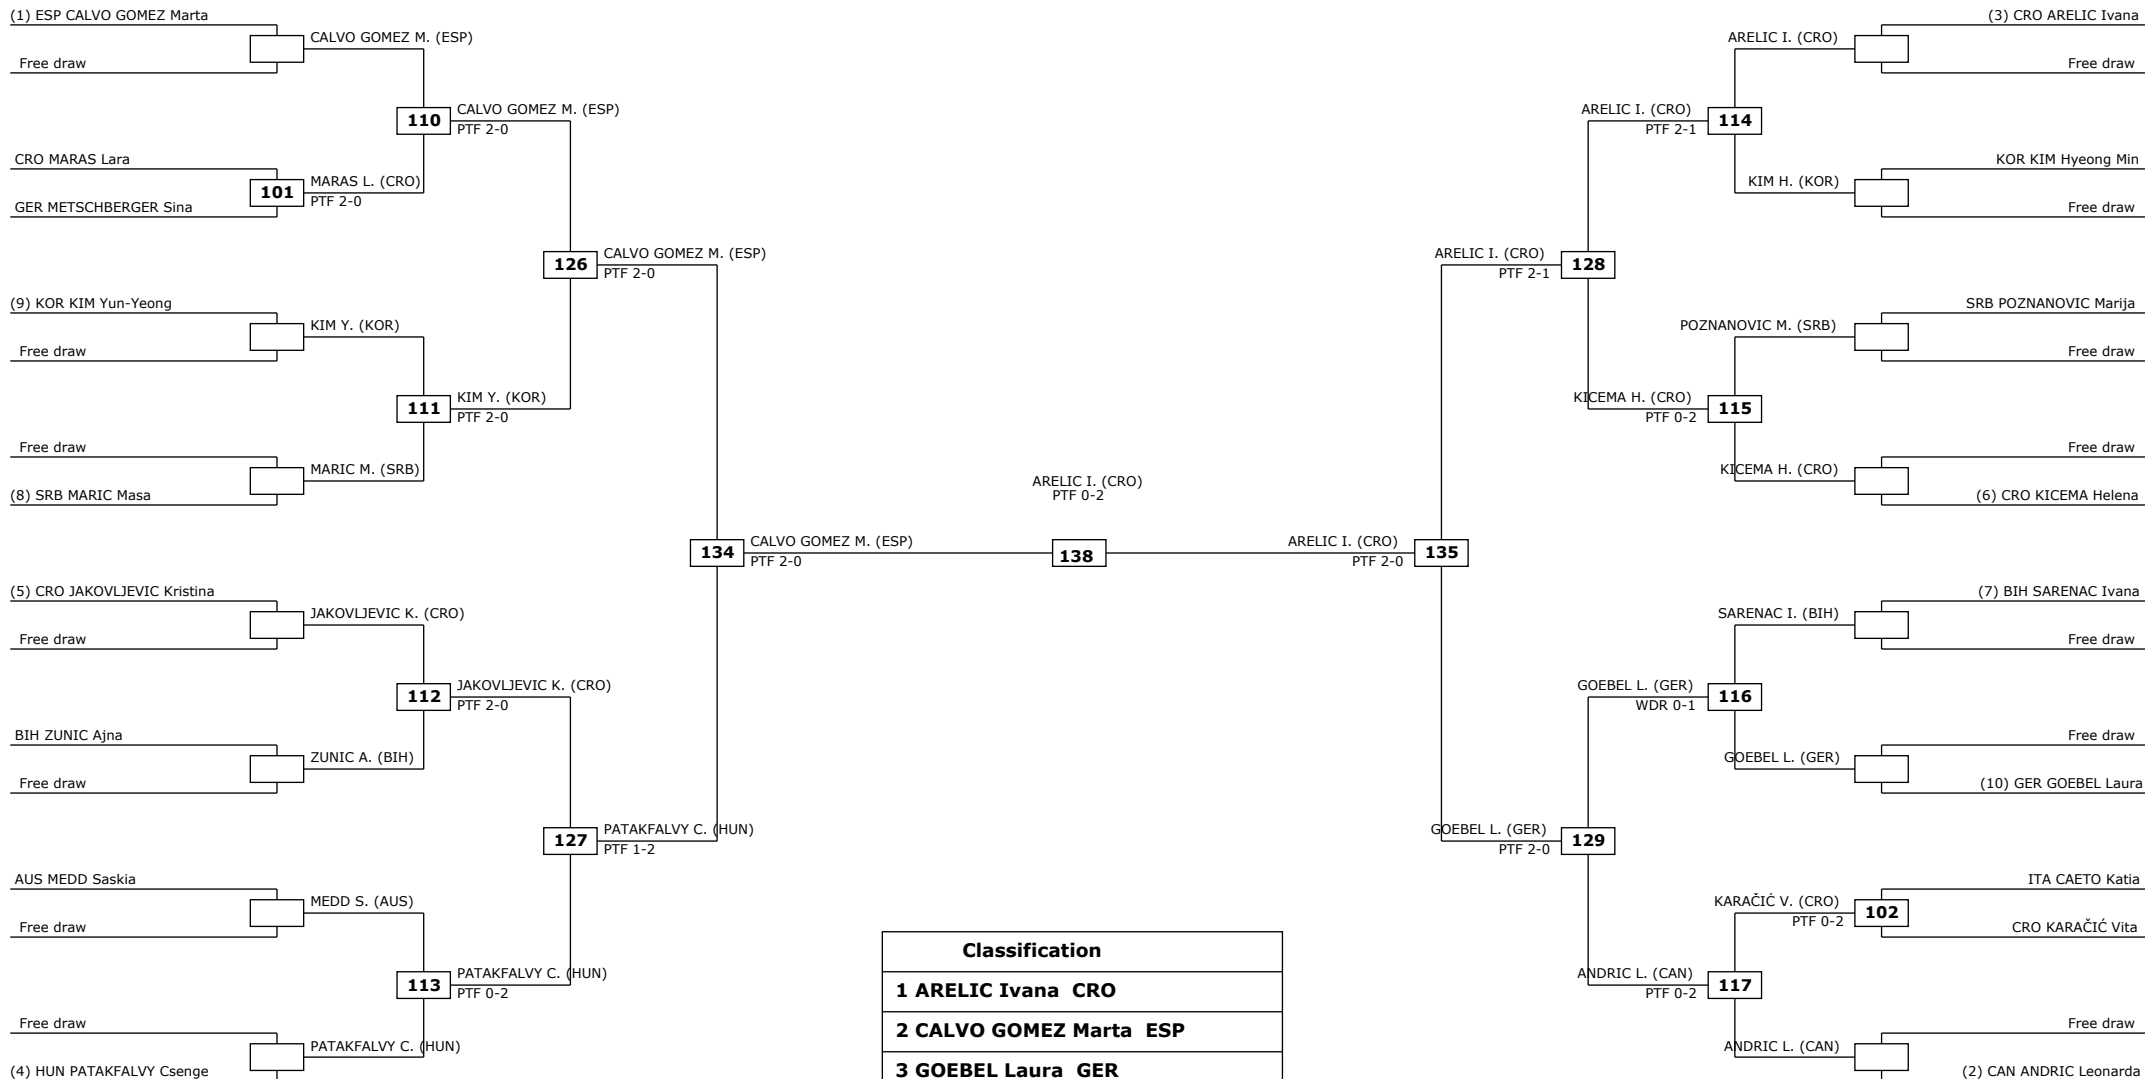 (1) ESP CALVO GOMEZ Marta
CALVO GOMEZ M. (ESP)
Free draw
110
CALVO GOMEZ M. (ESP)
PTF 2-0
CRO MARAS Lara
101
MARAS L. (CRO)
PTF 2-0
GER METSCHBERGER Sina
126
CALVO GOMEZ M. (ESP)
PTF 2-0
(9) KOR KIM Yun-Yeong
KIM Y. (KOR)
Free draw
111
KIM Y. (KOR)
PTF 2-0
Free draw
MARIC M. (SRB)
(8) SRB MARIC Masa
134
CALVO GOMEZ M. (ESP)
PTF 2-0
(5) CRO JAKOVLJEVIC Kristina
JAKOVLJEVIC K. (CRO)
Free draw
112
JAKOVLJEVIC K. (CRO)
PTF 2-0
BIH ZUNIC Ajna
ZUNIC A. (BIH)
Free draw
127
PATAKFALVY C. (HUN)
PTF 1-2
AUS MEDD Saskia
MEDD S. (AUS)
Free draw
113
PATAKFALVY C. (HUN)
PTF 0-2
Free draw
PATAKFALVY C. (HUN)
(4) HUN PATAKFALVY Csenge
ARELIC I. (CRO)
PTF 0-2
138
(3) CRO ARELIC Ivana
ARELIC I. (CRO)
Free draw
ARELIC I. (CRO)
PTF 2-1
114
KOR KIM Hyeong Min
KIM H. (KOR)
Free draw
ARELIC I. (CRO)
PTF 2-1
128
SRB POZNANOVIC Marija
POZNANOVIC M. (SRB)
Free draw
KICEMA H. (CRO)
PTF 0-2
115
Free draw
KICEMA H. (CRO)
(6) CRO KICEMA Helena
ARELIC I. (CRO)
PTF 2-0
135
(7) BIH SARENAC Ivana
SARENAC I. (BIH)
Free draw
GOEBEL L. (GER)
WDR 0-1
116
Free draw
GOEBEL L. (GER)
(10) GER GOEBEL Laura
GOEBEL L. (GER)
PTF 2-0
129
ITA CAETO Katia
KARAČIĆ V. (CRO)
PTF 0-2
102
CRO KARAČIĆ Vita
ANDRIC L. (CAN)
PTF 0-2
117
Free draw
ANDRIC L. (CAN)
(2) CAN ANDRIC Leonarda
Classification
1 ARELIC Ivana CRO
2 CALVO GOMEZ Marta ESP
3 GOEBEL Laura GER